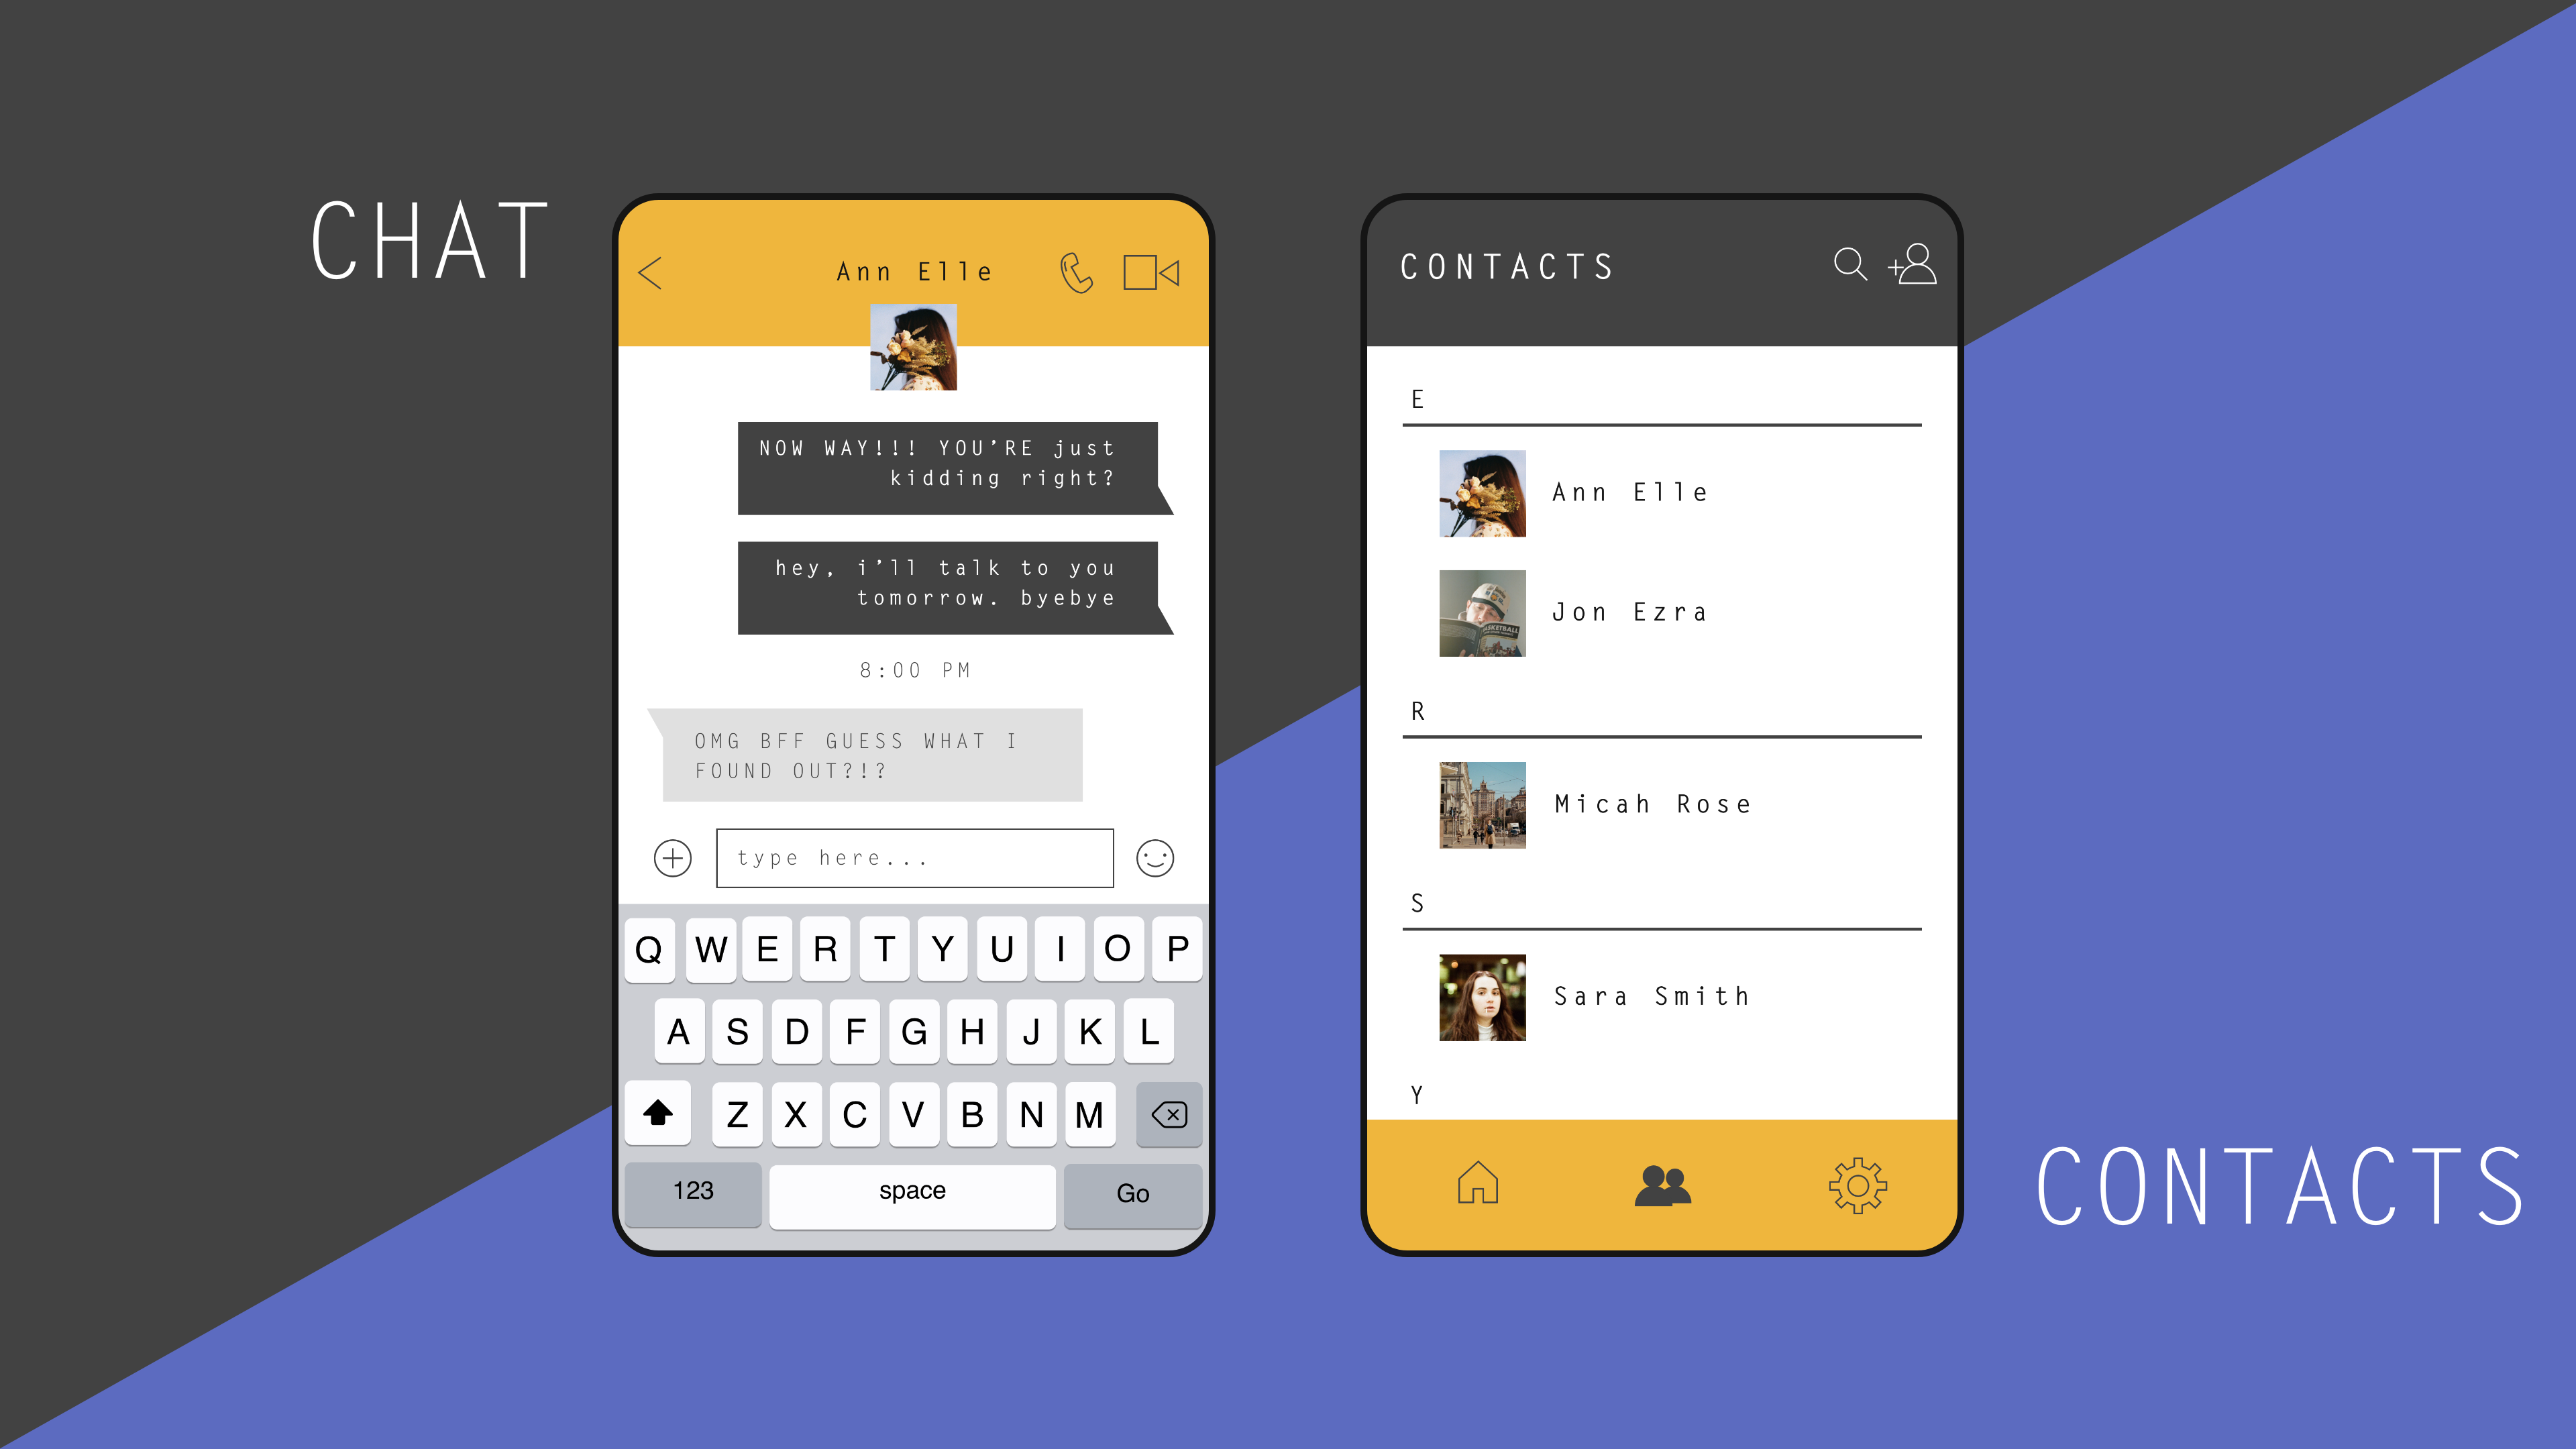 CHAT
Ann Elle
NOW WAY!!! YOU’RE just
kidding right?
hey, i’ll talk to you
tomorrow. byebye
8:00 PM
OMG BFF GUESS WHAT I
FOUND OUT?!?
type here...
Q W E R T Y U I O P
A S D F G H J K L
Z X C V B N M
123 space Go
CONTACTS
E
Ann Elle
Jon Ezra
BASKETBALL
R
Micah Rose
S
Sara Smith
Y
CONTACTS